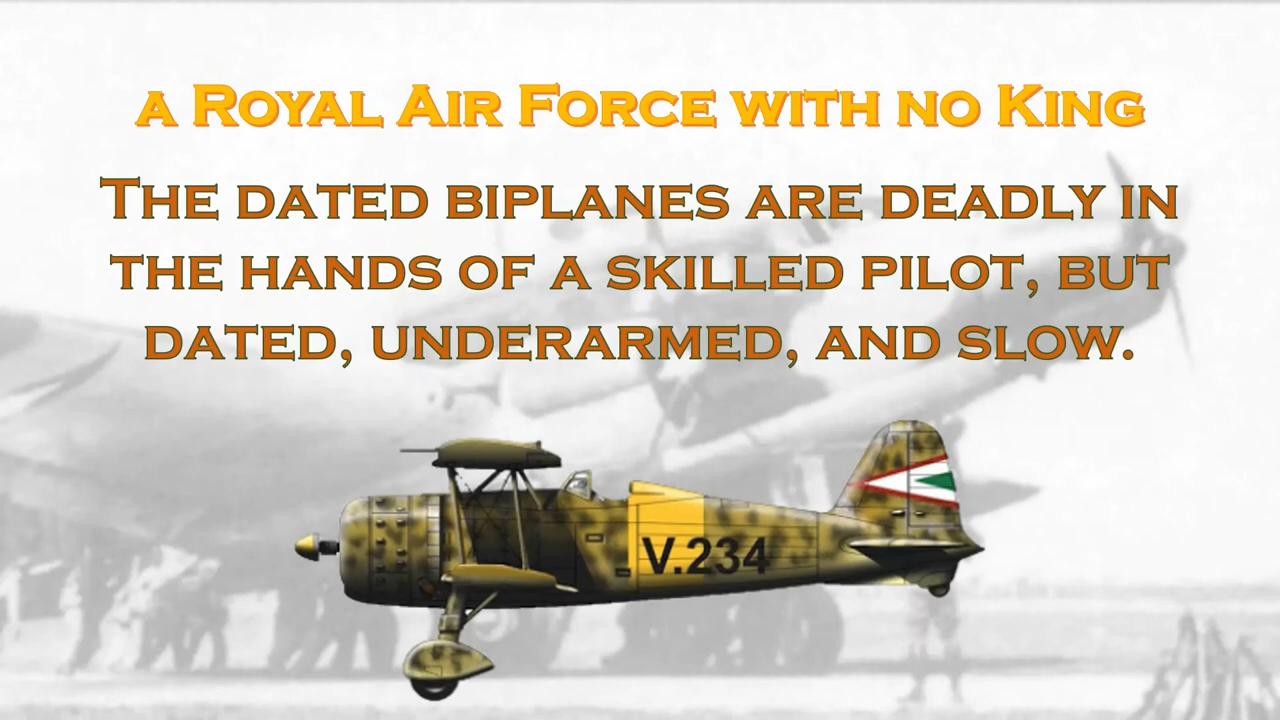 a Royal Air Force with no King
The dated biplanes are deadly in
the hands of a skilled pilot, but
dated, underarmed, and slow.
V.234